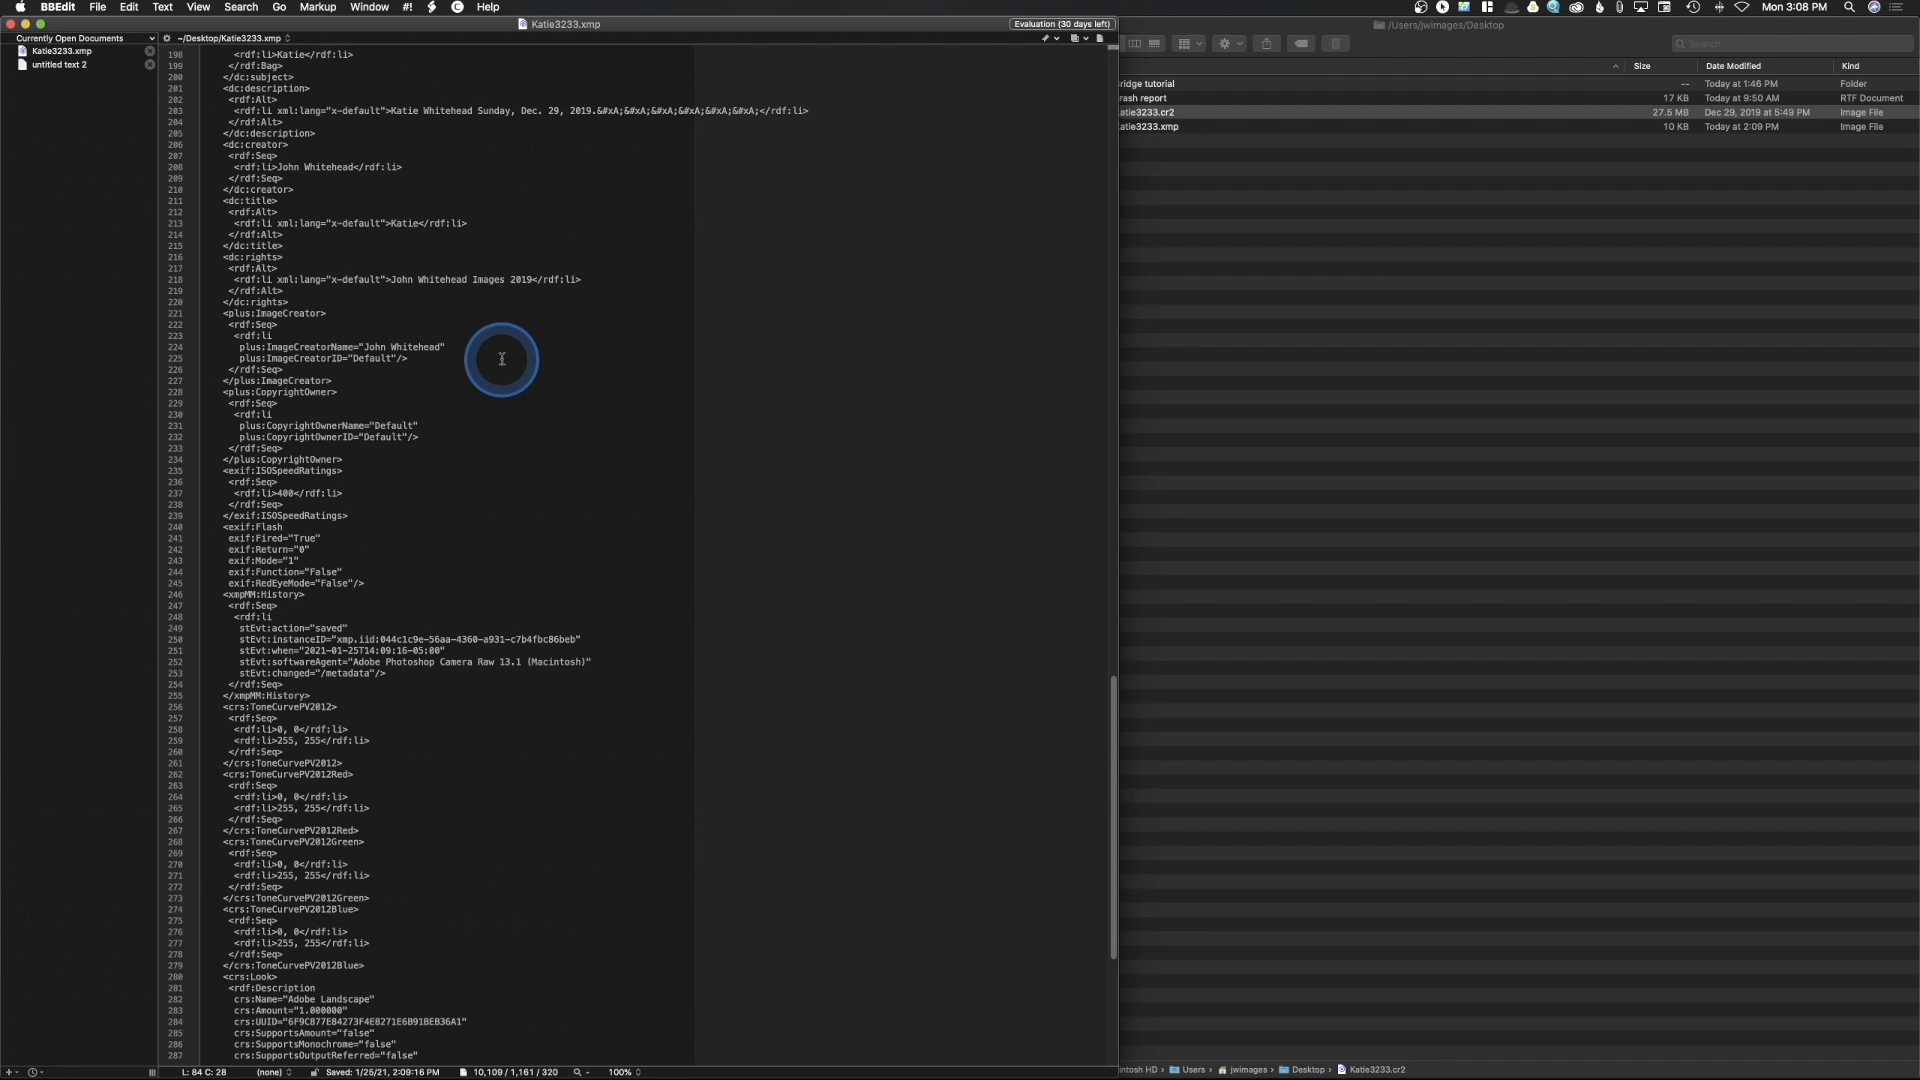 BBEdit File Edit Text View Search Go Markup Window #! Help Mon 3:08 PM
Katie3233.xmp
Evaluation (30 days left)
/Users/jwimages/Desktop
Currently Open Documents
~/Desktop/Katie3233.xmp
Katie3233.xmp
untitled text 2
Search
Size Date Modified Kind
ridge tutorial -- Today at 1:46 PM Folder
rash report 17 KB Today at 9:50 AM RTF Document
atie3233.cr2 27.5 MB Dec 29, 2019 at 5:49 PM Image File
atie3233.xmp 10 KB Today at 2:09 PM Image File
198 <rdf:li>Katie</rdf:li>
199 </rdf:Bag>
200 </dc:subject>
201 <dc:description>
202 <rdf:Alt>
203 <rdf:li xml:lang="x-default">Katie Whitehead Sunday, Dec. 29, 2019.&#xA;&#xA;&#xA;&#xA;&#xA;&#xA;</rdf:li>
204 </rdf:Alt>
205 </dc:description>
206 <dc:creator>
207 <rdf:Seq>
208 <rdf:li>John Whitehead</rdf:li>
209 </rdf:Seq>
210 </dc:creator>
211 <dc:title>
212 <rdf:Alt>
213 <rdf:li xml:lang="x-default">Katie</rdf:li>
214 </rdf:Alt>
215 </dc:title>
216 <dc:rights>
217 <rdf:Alt>
218 <rdf:li xml:lang="x-default">John Whitehead Images 2019</rdf:li>
219 </rdf:Alt>
220 </dc:rights>
221 <plus:ImageCreator>
222 <rdf:Seq>
223 <rdf:li
224 plus:ImageCreatorName="John Whitehead"
225 plus:ImageCreatorID="Default"/>
226 </rdf:Seq>
227 </plus:ImageCreator>
228 <plus:CopyrightOwner>
229 <rdf:Seq>
230 <rdf:li
231 plus:CopyrightOwnerName="Default"
232 plus:CopyrightOwnerID="Default"/>
233 </rdf:Seq>
234 </plus:CopyrightOwner>
235 <exif:ISOSpeedRatings>
236 <rdf:Seq>
237 <rdf:li>400</rdf:li>
238 </rdf:Seq>
239 </exif:ISOSpeedRatings>
240 <exif:Flash
241 exif:Fired="True"
242 exif:Return="0"
243 exif:Mode="1"
244 exif:Function="False"
245 exif:RedEyeMode="False"/>
246 <xmpMM:History>
247 <rdf:Seq>
248 <rdf:li
249 stEvt:action="saved"
250 stEvt:instanceID="xmp.iid:044c1c9e-56aa-4360-a931-c7b4fbc86beb"
251 stEvt:when="2021-01-25T14:09:16-05:00"
252 stEvt:softwareAgent="Adobe Photoshop Camera Raw 13.1 (Macintosh)"
253 stEvt:changed="/metadata"/>
254 </rdf:Seq>
255 </xmpMM:History>
256 <crs:ToneCurvePV2012>
257 <rdf:Seq>
258 <rdf:li>0, 0</rdf:li>
259 <rdf:li>255, 255</rdf:li>
260 </rdf:Seq>
261 </crs:ToneCurvePV2012>
262 <crs:ToneCurvePV2012Red>
263 <rdf:Seq>
264 <rdf:li>0, 0</rdf:li>
265 <rdf:li>255, 255</rdf:li>
266 </rdf:Seq>
267 </crs:ToneCurvePV2012Red>
268 <crs:ToneCurvePV2012Green>
269 <rdf:Seq>
270 <rdf:li>0, 0</rdf:li>
271 <rdf:li>255, 255</rdf:li>
272 </rdf:Seq>
273 </crs:ToneCurvePV2012Green>
274 <crs:ToneCurvePV2012Blue>
275 <rdf:Seq>
276 <rdf:li>0, 0</rdf:li>
277 <rdf:li>255, 255</rdf:li>
278 </rdf:Seq>
279 </crs:ToneCurvePV2012Blue>
280 <crs:Look>
281 <rdf:Description
282 crs:Name="Adobe Landscape"
283 crs:Amount="1.000000"
284 crs:UUID="6F9C877E84273F4E8271E6B91BEB36A1"
285 crs:SupportsAmount="false"
286 crs:SupportsMonochrome="false"
287 crs:SupportsOutputReferred="false"
L: 84 C: 28 (none) Saved: 1/25/21, 2:09:16 PM 10,109 / 1,161 / 320 100%
intosh HD › Users › jwimages › Desktop › Katie3233.cr2